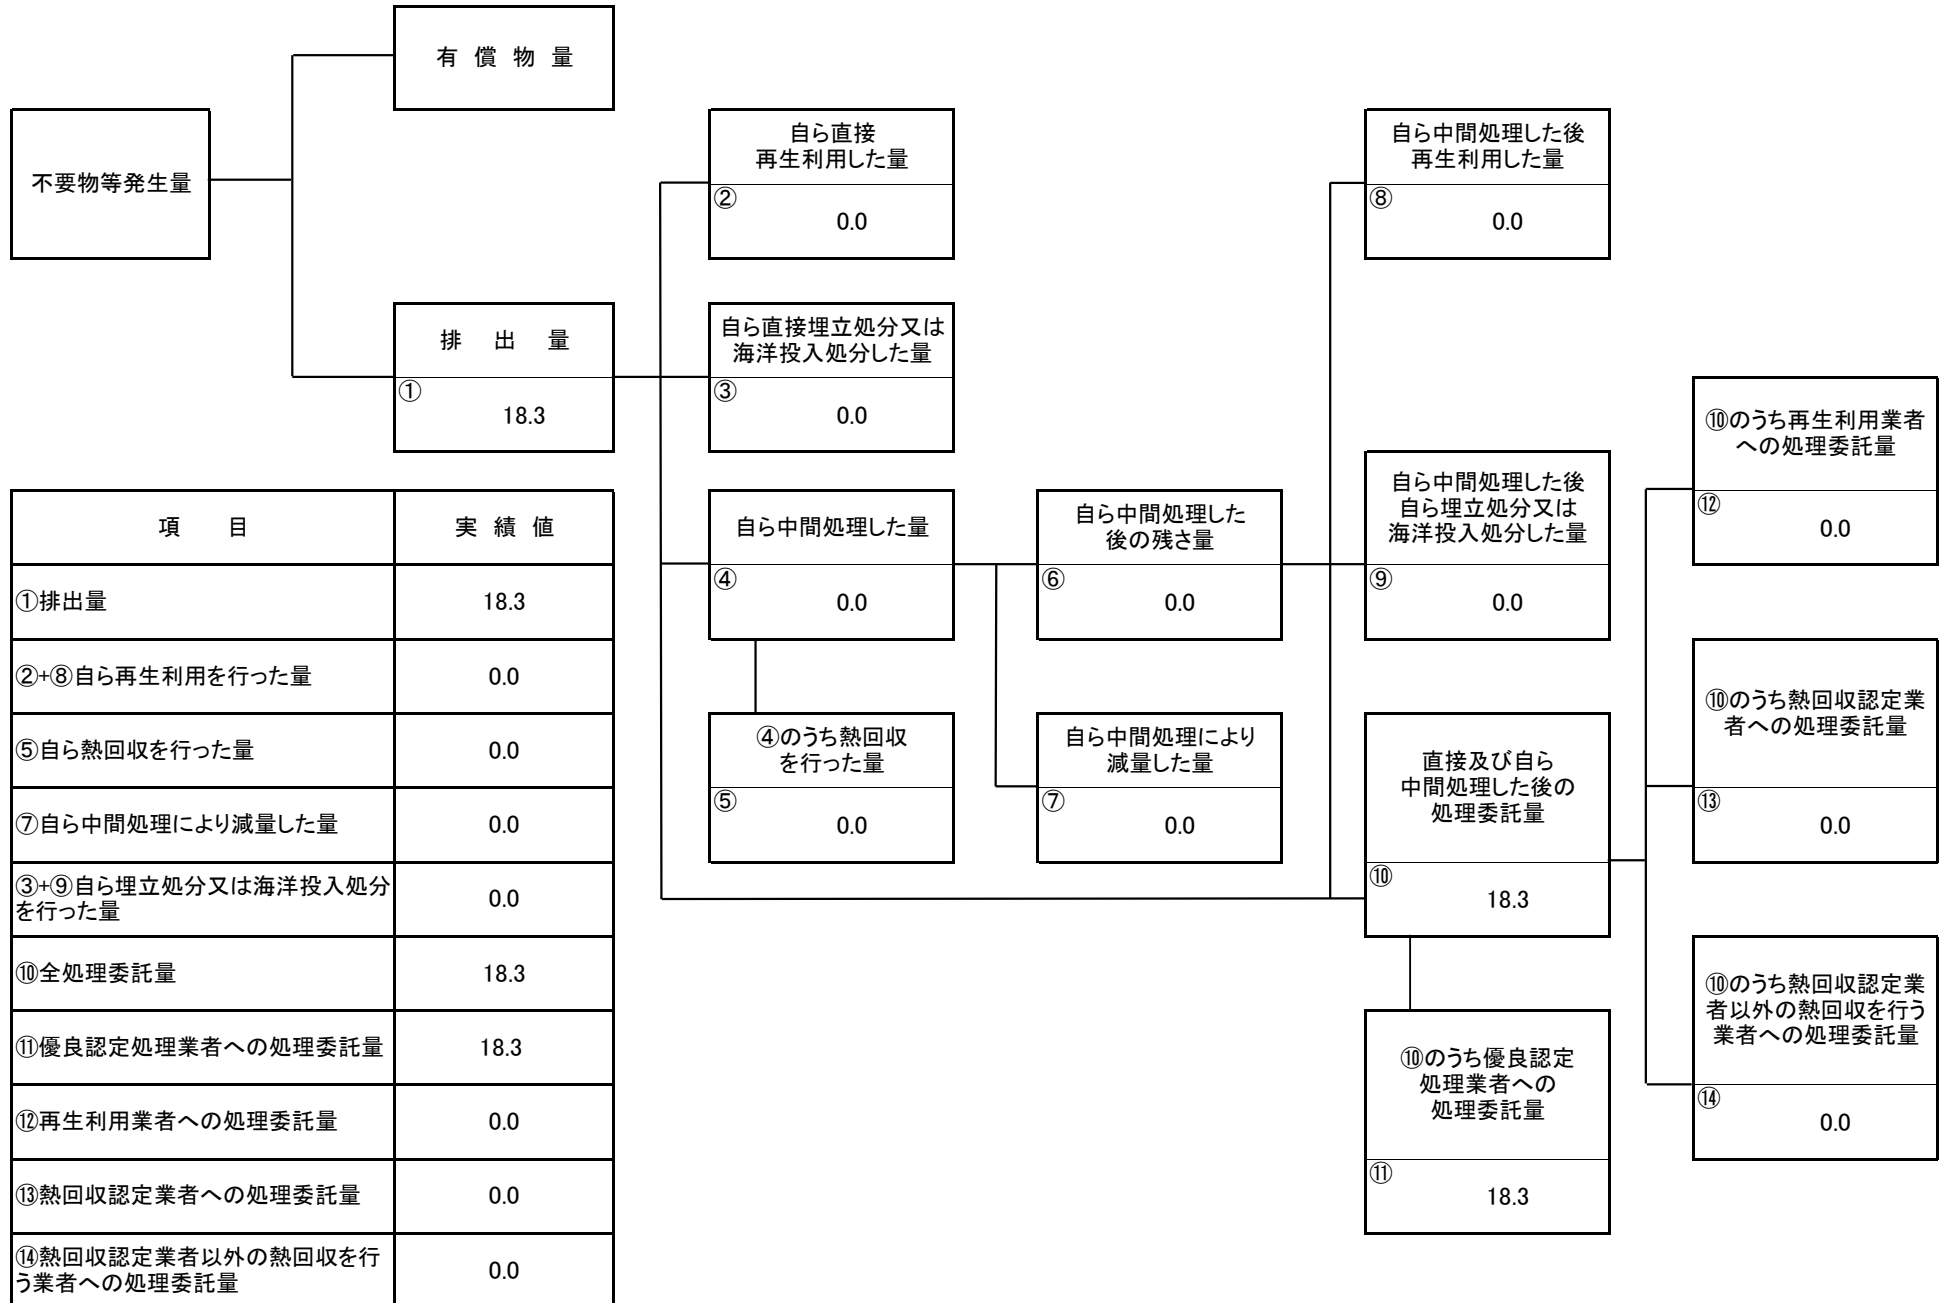 有 償 物 量
不要物等発生量
自ら直接
再生利用した量
②
0.0
自ら中間処理した後
再生利用した量
⑧
0.0
排 出 量
①
18.3
自ら直接埋立処分又は
海洋投入処分した量
③
0.0
自ら中間処理した量
④
0.0
自ら中間処理した
後の残さ量
⑥
0.0
自ら中間処理した後
自ら埋立処分又は
海洋投入処分した量
⑨
0.0
⑩のうち再生利用業者
への処理委託量
⑫
0.0
④のうち熱回収
を行った量
⑤
0.0
自ら中間処理により
減量した量
⑦
0.0
直接及び自ら
中間処理した後の
処理委託量
⑩
18.3
⑩のうち熱回収認定業
者への処理委託量
⑬
0.0
⑩のうち優良認定
処理業者への
処理委託量
⑪
18.3
⑩のうち熱回収認定業
者以外の熱回収を行う
業者への処理委託量
⑭
0.0
項 目 実 績 値
①排出量 18.3
②+⑧自ら再生利用を行った量 0.0
⑤自ら熱回収を行った量 0.0
⑦自ら中間処理により減量した量 0.0
③+⑨自ら埋立処分又は海洋投入処分
を行った量 0.0
⑩全処理委託量 18.3
⑪優良認定処理業者への処理委託量 18.3
⑫再生利用業者への処理委託量 0.0
⑬熱回収認定業者への処理委託量 0.0
⑭熱回収認定業者以外の熱回収を行
う業者への処理委託量 0.0